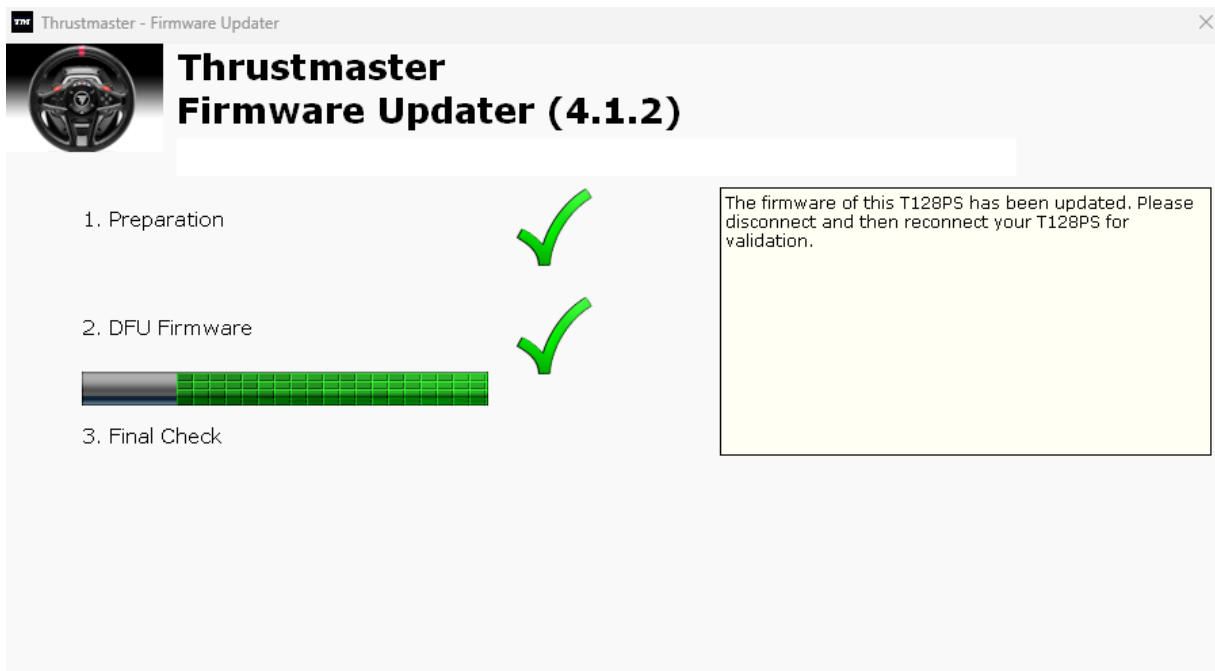 TM Thrustmaster - Firmware Updater
Thrustmaster
Firmware Updater (4.1.2)
1. Preparation
2. DFU Firmware
3. Final Check
The firmware of this T128PS has been updated. Please
disconnect and then reconnect your T128PS for
validation.